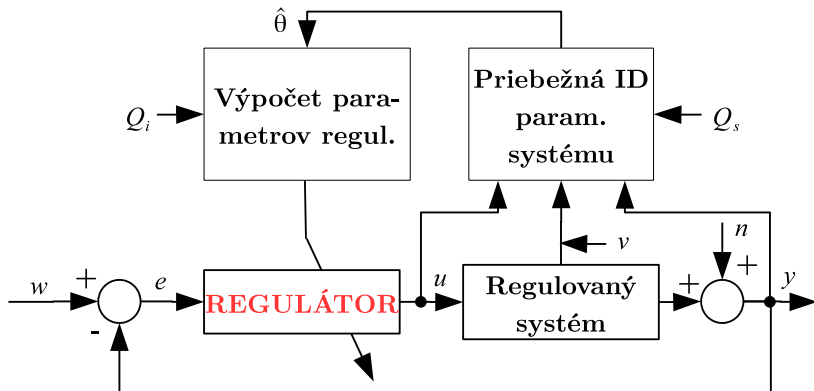 θ̂
Výpočet para-
metrov regul.
Priebežná ID
param.
systému
Q_i
Q_s
n
v
w
+
-
e
REGULÁTOR
u
Regulovaný
systém
+
+
y